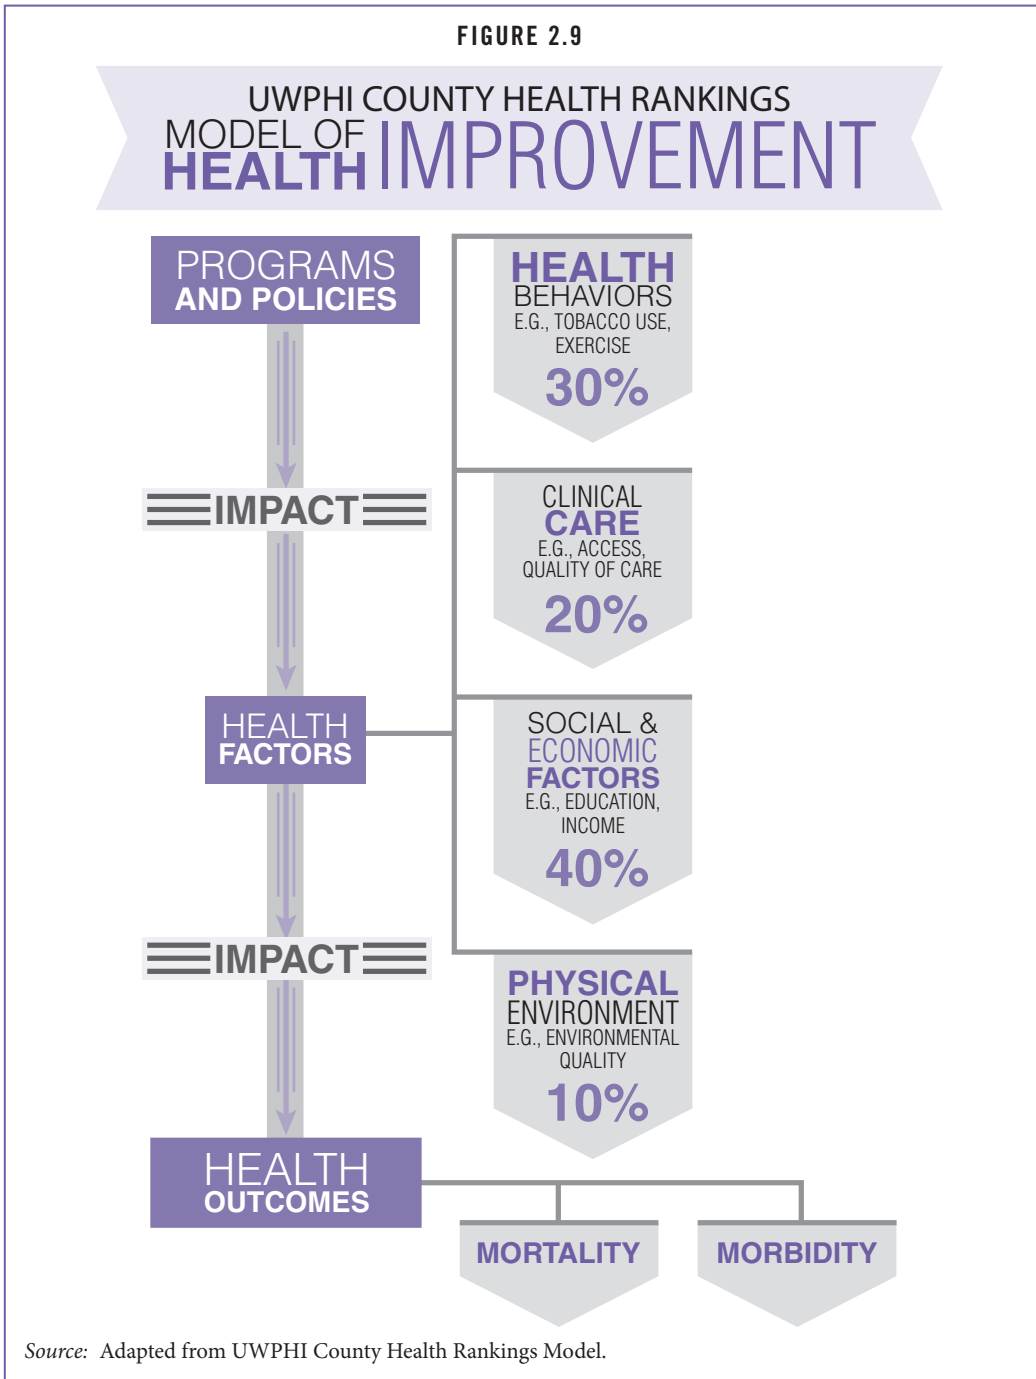 FIGURE 2.9
UWPHI COUNTY HEALTH RANKINGS
MODEL OF
HEALTH IMPROVEMENT
PROGRAMS
AND POLICIES
IMPACT
HEALTH
FACTORS
IMPACT
HEALTH
OUTCOMES
HEALTH
BEHAVIORS
E.G., TOBACCO USE,
EXERCISE
30%
CLINICAL
CARE
E.G., ACCESS,
QUALITY OF CARE
20%
SOCIAL &
ECONOMIC
FACTORS
E.G., EDUCATION,
INCOME
40%
PHYSICAL
ENVIRONMENT
E.G., ENVIRONMENTAL
QUALITY
10%
MORTALITY
MORBIDITY
Source: Adapted from UWPHI County Health Rankings Model.